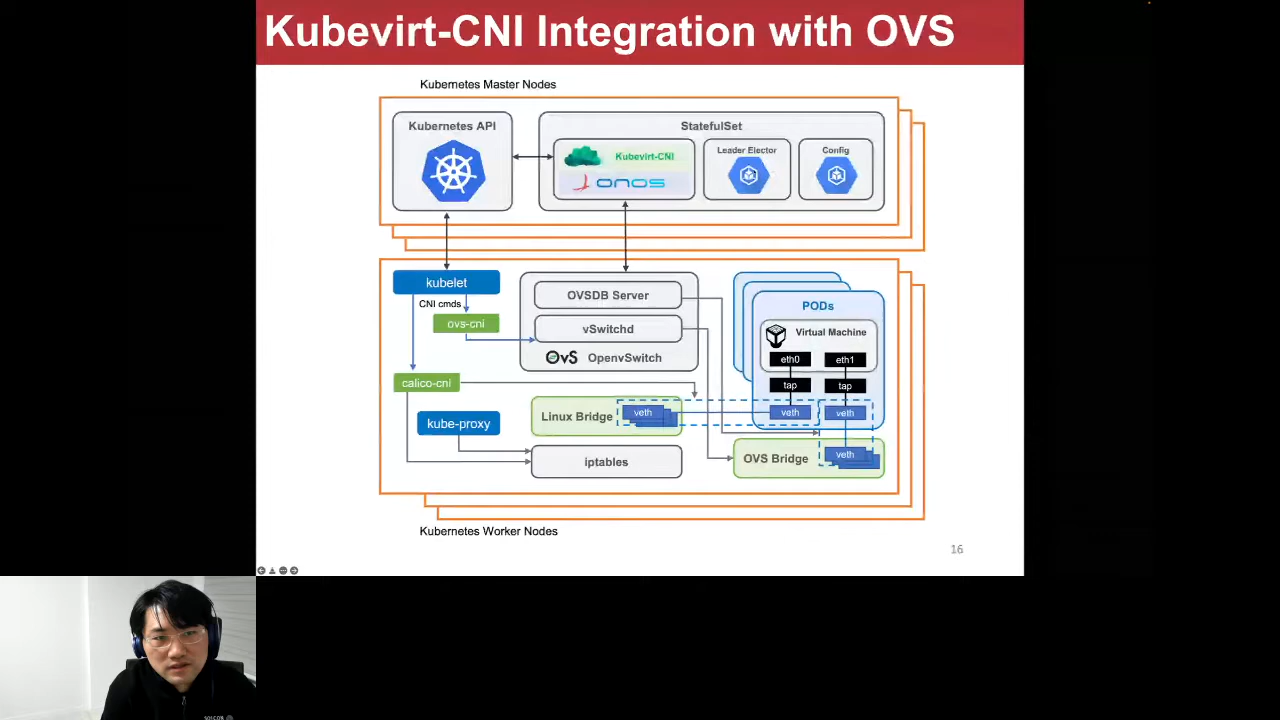 Kubevirt-CNI Integration with OVS
Kubernetes Master Nodes
Kubernetes API
StatefulSet
Kubevirt-CNI
onos
Leader Elector
Config
kubelet
CNI cmds
ovs-cni
calico-cni
kube-proxy
OVSDB Server
vSwitchd
OVS OpenvSwitch
Linux Bridge
veth
iptables
PODs
Virtual Machine
eth0
eth1
tap
tap
veth
veth
OVS Bridge
veth
Kubernetes Worker Nodes
16